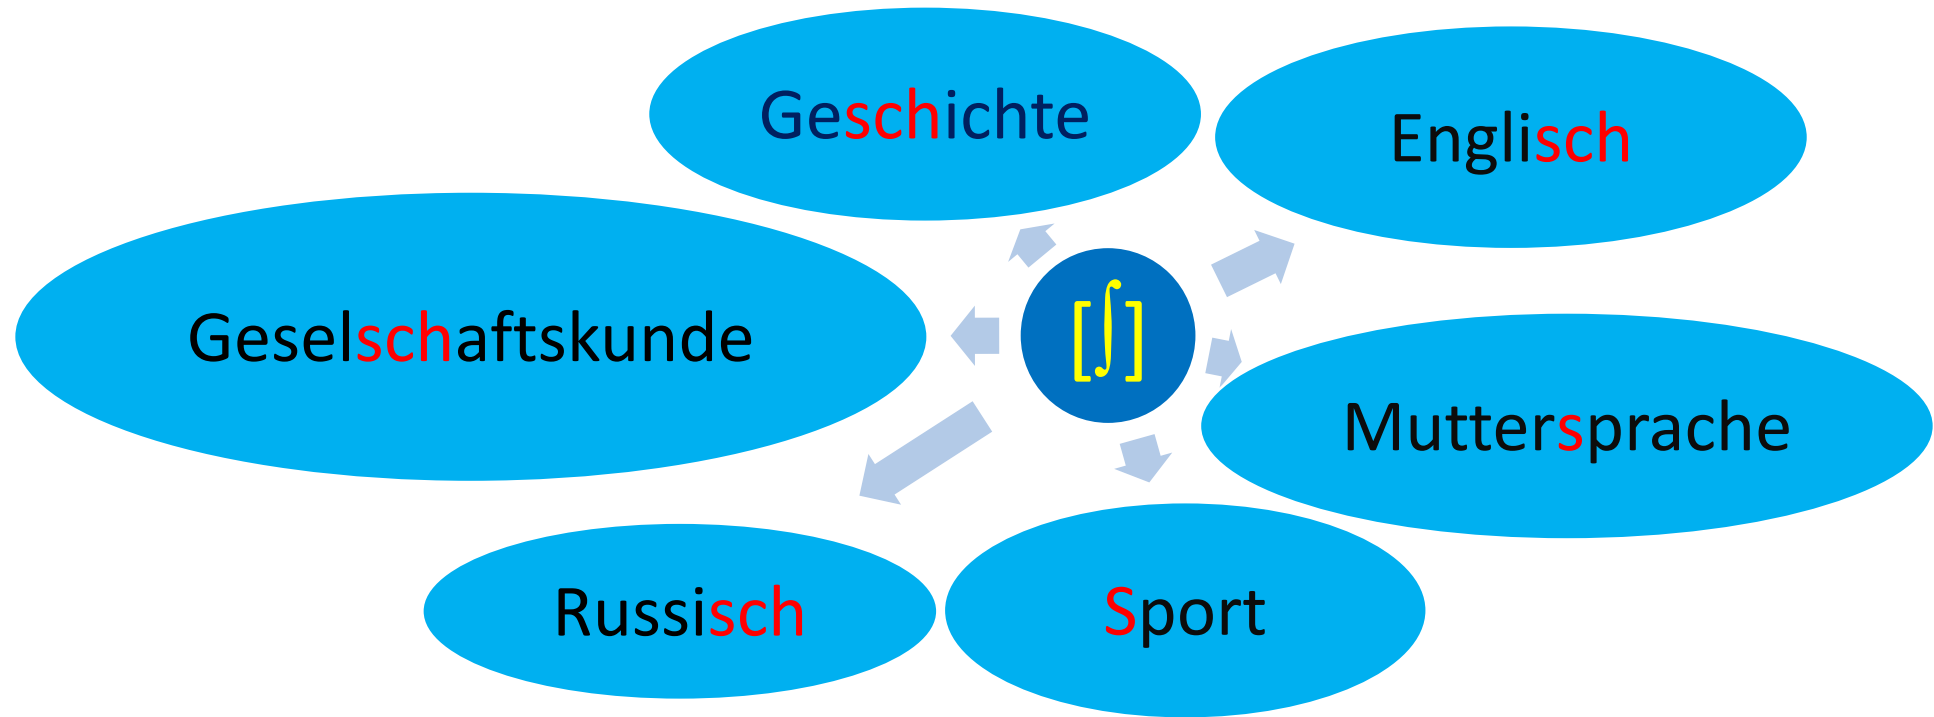 Geschichte
Englisch
Geselschaftskunde
[∫]
Muttersprache
Russisch
Sport